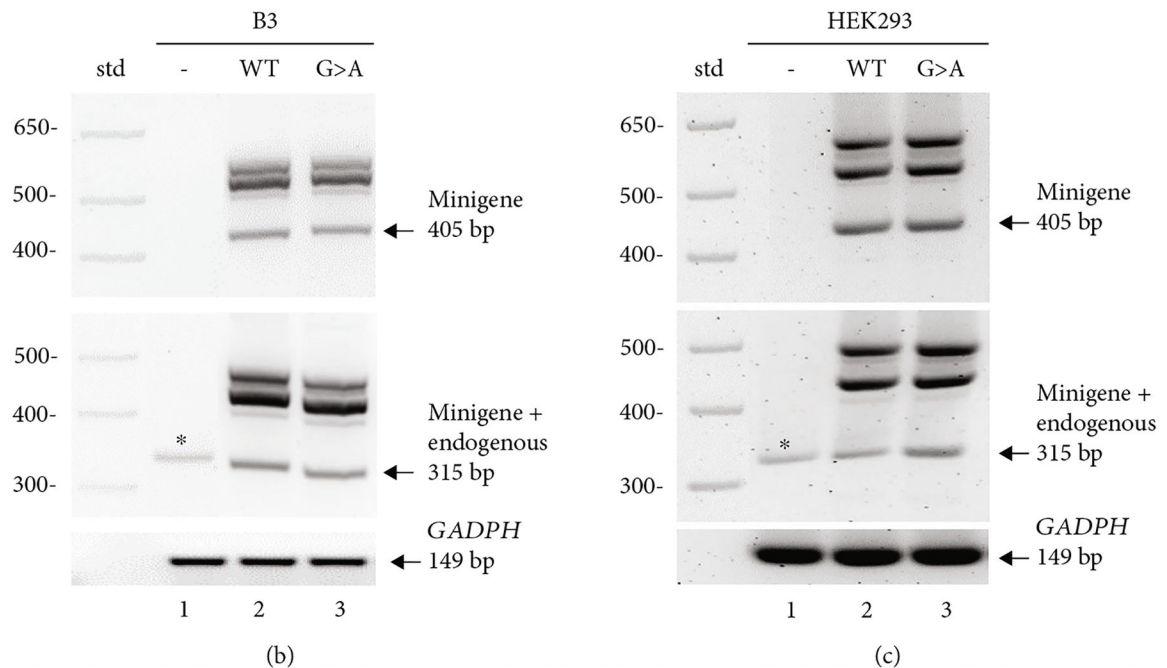 B3
std - WT G>A
650-
500-
400-
Minigene
405 bp
500-
400-
300-
*
Minigene +
endogenous
315 bp
GADPH
149 bp
1 2 3
(b)
HEK293
std - WT G>A
650-
500-
400-
Minigene
405 bp
500-
400-
300-
*
Minigene +
endogenous
315 bp
GADPH
149 bp
1 2 3
(c)